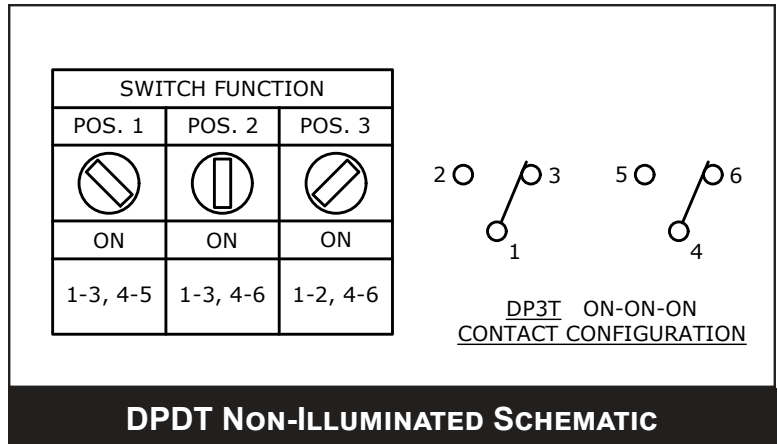 SWITCH FUNCTION
POS. 1 POS. 2 POS. 3
ON ON ON
1-3, 4-5 1-3, 4-6 1-2, 4-6
2 3 5 6
1 4
DP3T ON-ON-ON
CONTACT CONFIGURATION
DPDT Non-Illuminated Schematic